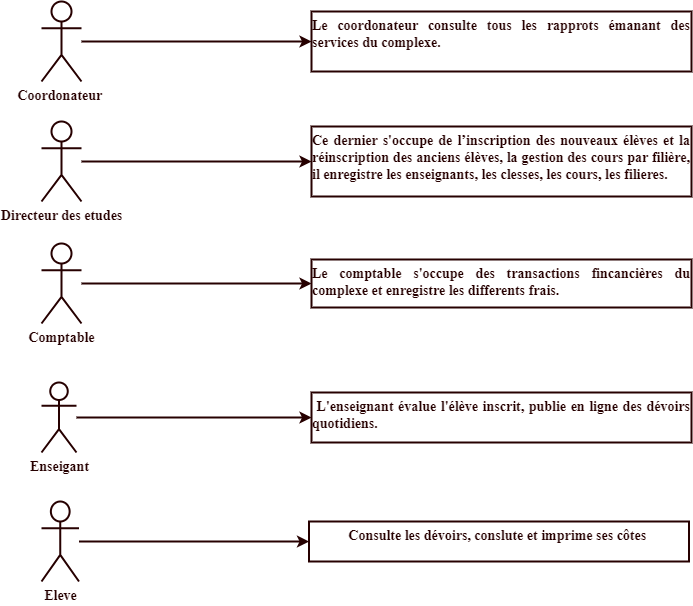 Le coordonateur consulte tous les rapprots émanant des
services du complexe.
Coordonateur
Ce dernier s'occupe de l'inscription des nouveaux élèves et la
réinscription des anciens élèves, la gestion des cours par filière,
il enregistre les enseignants, les clesses, les cours, les filieres.
Directeur des etudes
Le comptable s'occupe des transactions fincancières du
complexe et enregistre les differents frais.
Comptable
L'enseignant évalue l'élève inscrit, publie en ligne des dévoirs
quotidiens.
Enseigant
Consulte les dévoirs, conslute et imprime ses côtes
Eleve